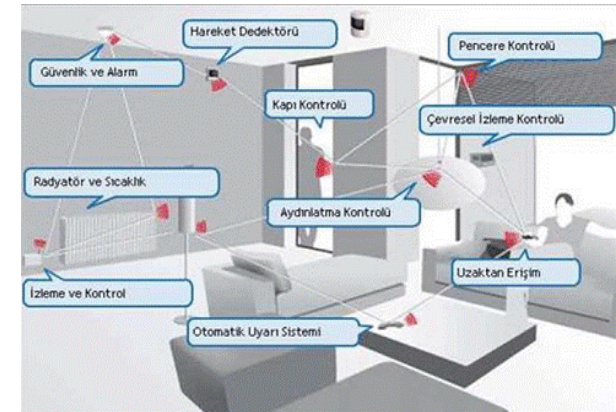 Hareket Dedektörü
Pencere Kontrolü
Güvenlik ve Alarm
Kapı Kontrolü
Çevresel İzleme Kontrolü
Radyatör ve Sıcaklık
Aydınlatma Kontrolü
Uzaktan Erişim
İzleme ve Kontrol
Otomatik Uyarı Sistemi